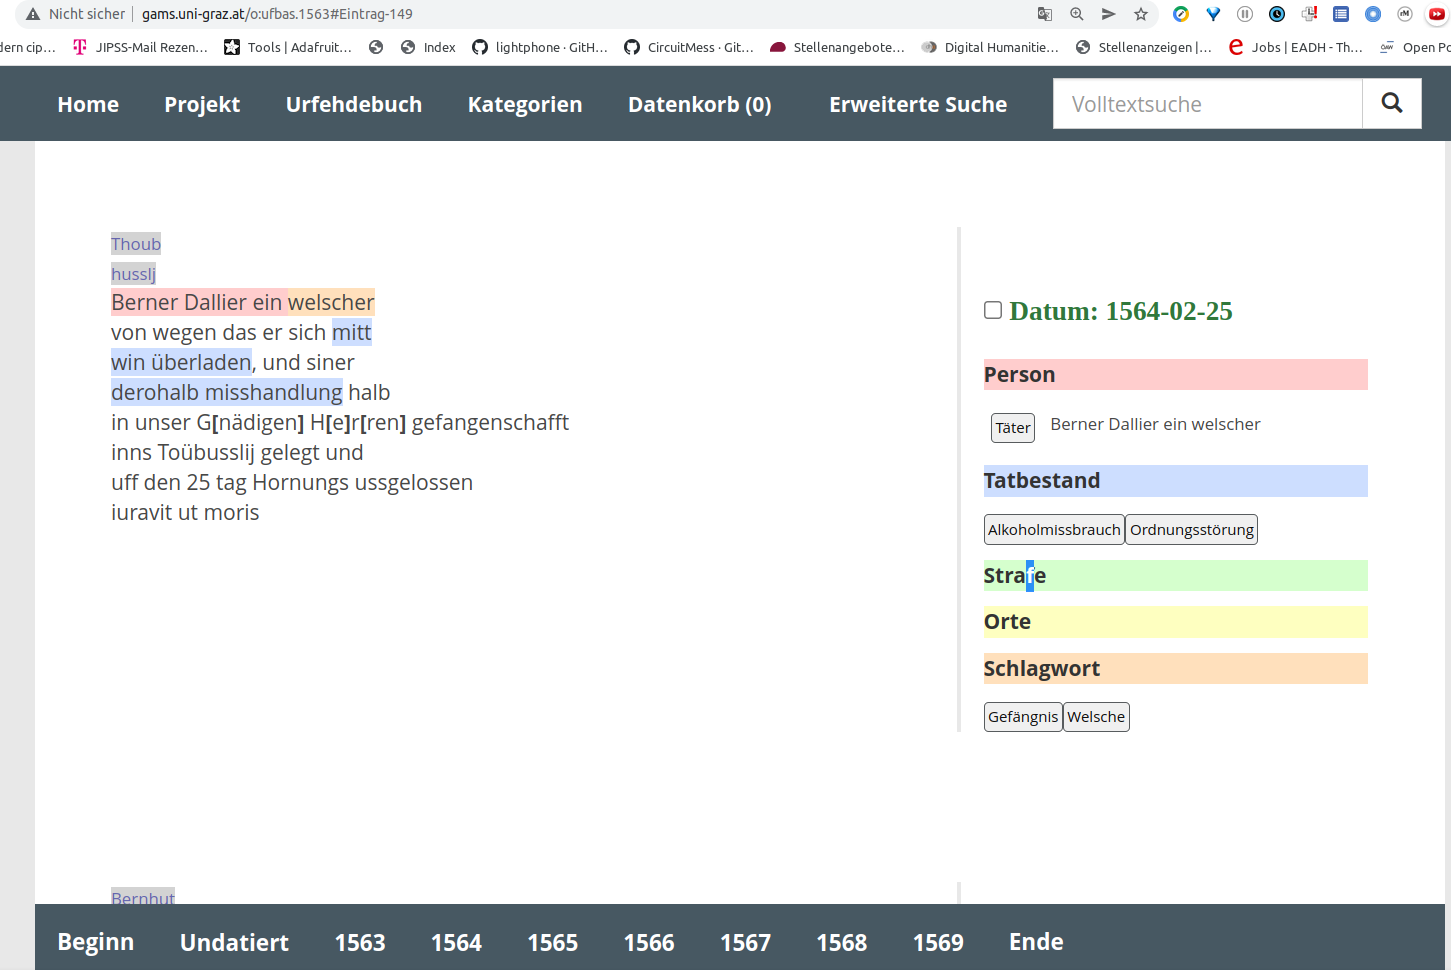 Nicht sicher | gams.uni-graz.at/o:ufbas.1563#Eintrag-149
dern cip… JIPSS-Mail Rezen… Tools | Adafruit… Index lightphone · GitH… CircuitMess · Git… Stellenangebote… Digital Humanitie… Stellenanzeigen |… Jobs | EADH - Th… Open Po
Home Projekt Urfehdebuch Kategorien Datenkorb (0) Erweiterte Suche Volltextsuche
Thoub
husslj
Berner Dallier ein welscher
von wegen das er sich mitt
win überladen, und siner
derohalb misshandlung halb
in unser G[nädigen] H[e]r[ren] gefangenschafft
inns Toübusslij gelegt und
uff den 25 tag Hornungs ussgelossen
iuravit ut moris
Datum: 1564-02-25
Person
Täter Berner Dallier ein welscher
Tatbestand
Alkoholmissbrauch Ordnungsstörung
Strafe
Orte
Schlagwort
Gefängnis Welsche
Bernhut
Beginn Undatiert 1563 1564 1565 1566 1567 1568 1569 Ende